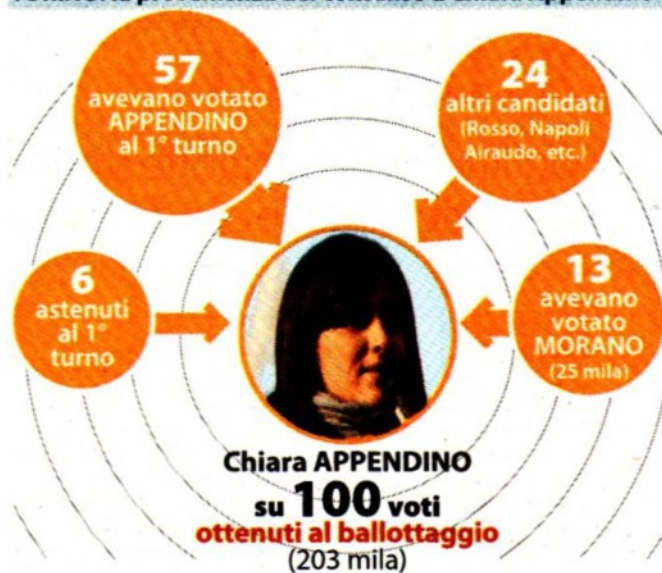 57
avevano votato
APPENDINO
al 1° turno
24
altri candidati
(Rosso, Napoli
Airaudo, etc.)
6
astenuti
al 1°
turno
13
avevano
votato
MORANO
(25 mila)
Chiara APPENDINO
su 100 voti
ottenuti al ballottaggio
(203 mila)